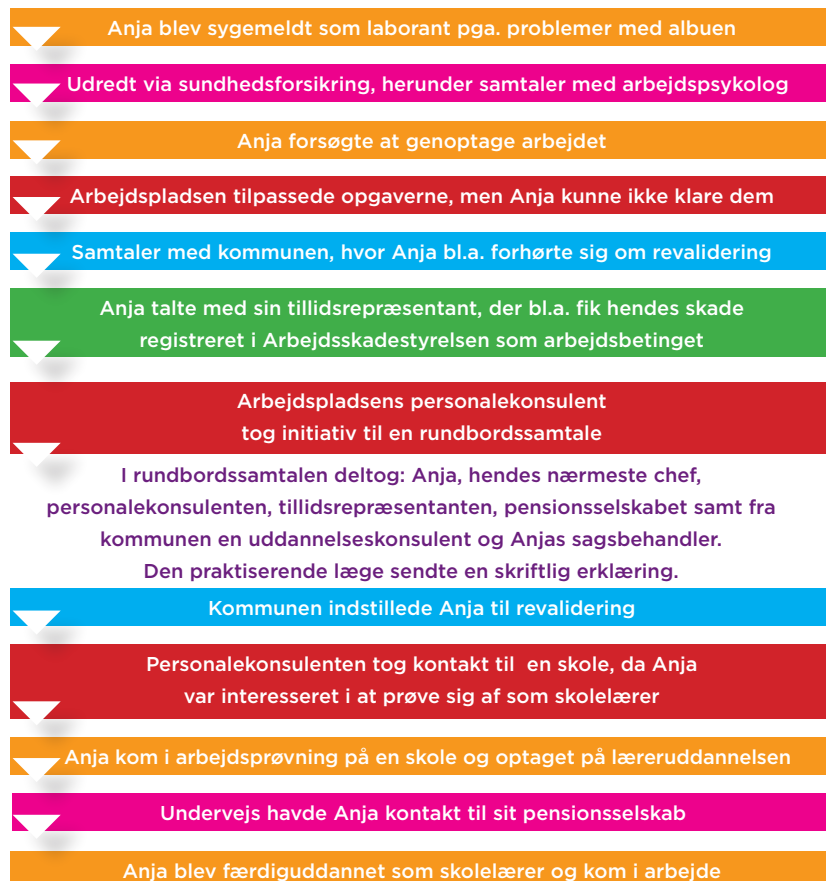 Anja blev sygemeldt som laborant pga. problemer med albuen
Udredt via sundhedsforsikring, herunder samtaler med arbejdspsykolog
Anja forsøgte at genoptage arbejdet
Arbejdspladsen tilpassede opgaverne, men Anja kunne ikke klare dem
Samtaler med kommunen, hvor Anja bl.a. forhørte sig om revalidering
Anja talte med sin tillidsrepræsentant, der bl.a. fik hendes skade
registreret i Arbejdsskadestyrelsen som arbejdsbetinget
Arbejdspladsens personalekonsulent
tog initiativ til en rundbordssamtale
I rundbordssamtalen deltog: Anja, hendes nærmeste chef,
personalekonsulenten, tillidsrepræsentanten, pensionsselskabet samt fra
kommunen en uddannelseskonsulent og Anjas sagsbehandler.
Den praktiserende læge sendte en skriftlig erklæring.
Kommunen indstillede Anja til revalidering
Personalekonsulenten tog kontakt til en skole, da Anja
var interesseret i at prøve sig af som skolelærer
Anja kom i arbejdsprøvning på en skole og optaget på læreruddannelsen
Undervejs havde Anja kontakt til sit pensionsselskab
Anja blev færdiguddannet som skolelærer og kom i arbejde